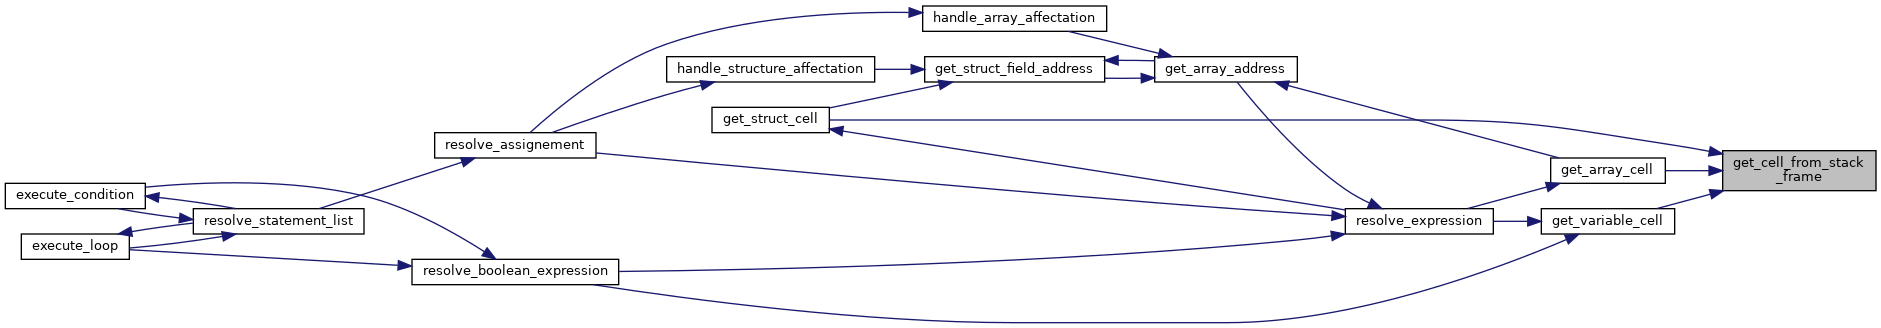 handle_array_affectation
handle_structure_affectation
get_struct_field_address
get_array_address
get_struct_cell
resolve_assignement
get_cell_from_stack
_frame
get_array_cell
execute_condition
resolve_statement_list
resolve_expression
get_variable_cell
execute_loop
resolve_boolean_expression